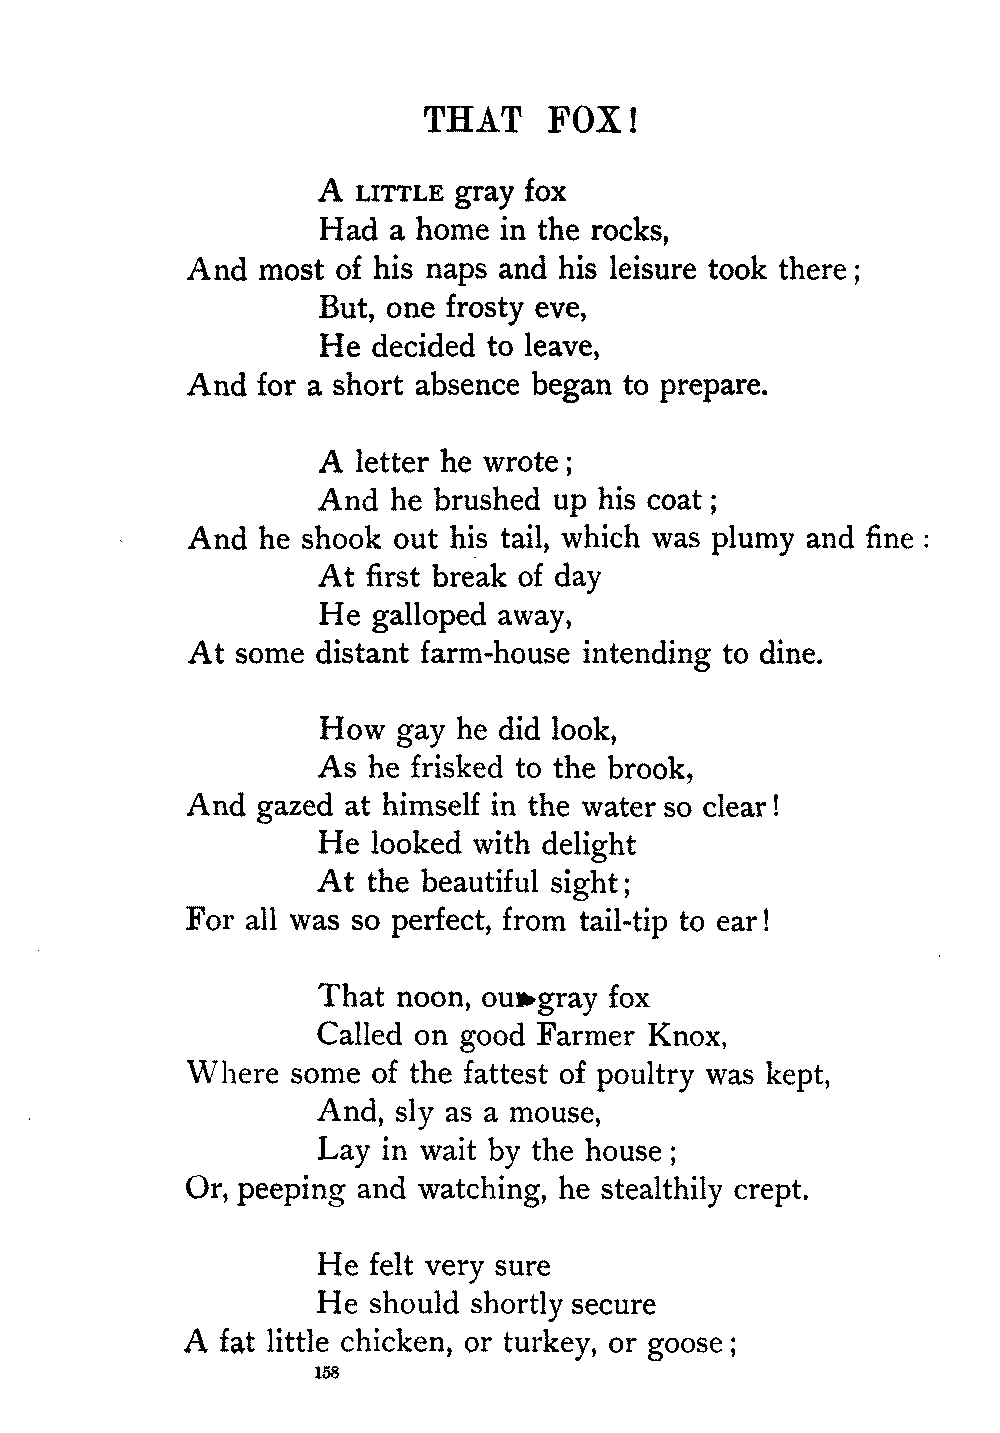 THAT FOX!
A LITTLE gray fox
Had a home in the rocks,
And most of his naps and his leisure took there;
But, one frosty eve,
He decided to leave,
And for a short absence began to prepare.
A letter he wrote;
And he brushed up his coat;
And he shook out his tail, which was plumy and fine:
At first break of day
He galloped away,
At some distant farm-house intending to dine.
How gay he did look,
As he frisked to the brook,
And gazed at himself in the water so clear!
He looked with delight
At the beautiful sight;
For all was so perfect, from tail-tip to ear!
That noon, our gray fox
Called on good Farmer Knox,
Where some of the fattest of poultry was kept,
And, sly as a mouse,
Lay in wait by the house;
Or, peeping and watching, he stealthily crept.
He felt very sure
He should shortly secure
A fat little chicken, or turkey, or goose;
158